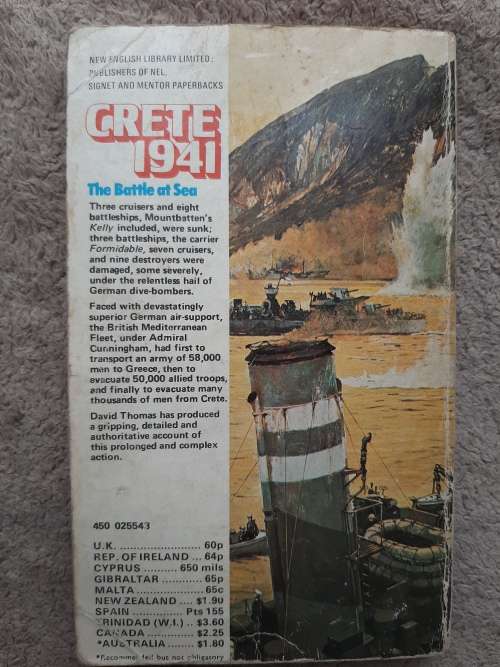 NEW ENGLISH LIBRARY LIMITED:
PUBLISHERS OF NEL,
SIGNET AND MENTOR PAPERBACKS
CRETE
1941
The Battle at Sea
Three cruisers and eight
battleships, Mountbatten's
Kelly included, were sunk;
three battleships, the carrier
Formidable, seven cruisers,
and nine destroyers were
damaged, some severely,
under the relentless hail of
German dive-bombers.
Faced with devastatingly
superior German air-support,
the British Mediterranean
Fleet, under Admiral
Cunningham, had first to
transport an army of 58,000
men to Greece, then to
evacuate 50,000 allied troops,
and finally to evacuate many
thousands of men from Crete.
David Thomas has produced
a gripping, detailed and
authoritative account of
this prolonged and complex
action.
450 025543
U.K. ........................ 60p
REP. OF IRELAND ... 64p
CYPRUS .......... 650 mils
GIBRALTAR ............ 65p
MALTA .................... 65c
NEW ZEALAND .... $1.90
SPAIN ............... Pts 155
TRINIDAD (W.I.) .. $3.60
CANADA .............. $2.25
*AUSTRALIA ......... $1.80
*Recommended but not obligatory